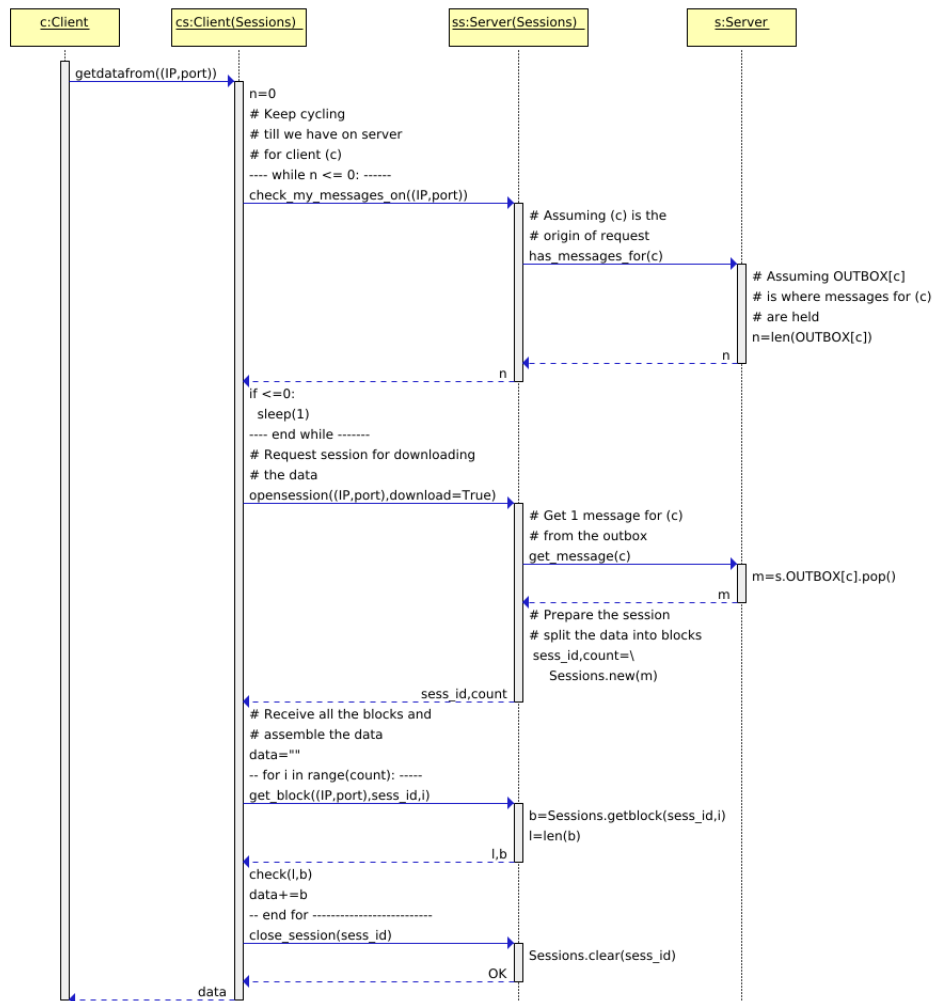 c:Client
cs:Client(Sessions)
ss:Server(Sessions)
s:Server
getdatafrom((IP,port))
n=0
# Keep cycling
# till we have on server
# for client (c)
---- while n <= 0: ------
check_my_messages_on((IP,port))
# Assuming (c) is the
# origin of request
has_messages_for(c)
# Assuming OUTBOX[c]
# is where messages for (c)
# are held
n=len(OUTBOX[c])
n
n
if <=0:
sleep(1)
---- end while -------
# Request session for downloading
# the data
opensession((IP,port),download=True)
# Get 1 message for (c)
# from the outbox
get_message(c)
m=s.OUTBOX[c].pop()
m
# Prepare the session
# split the data into blocks
sess_id,count=\
Sessions.new(m)
sess_id,count
# Receive all the blocks and
# assemble the data
data=""
-- for i in range(count): -----
get_block((IP,port),sess_id,i)
b=Sessions.getblock(sess_id,i)
l=len(b)
l,b
check(l,b)
data+=b
-- end for --------------------------
close_session(sess_id)
Sessions.clear(sess_id)
OK
data